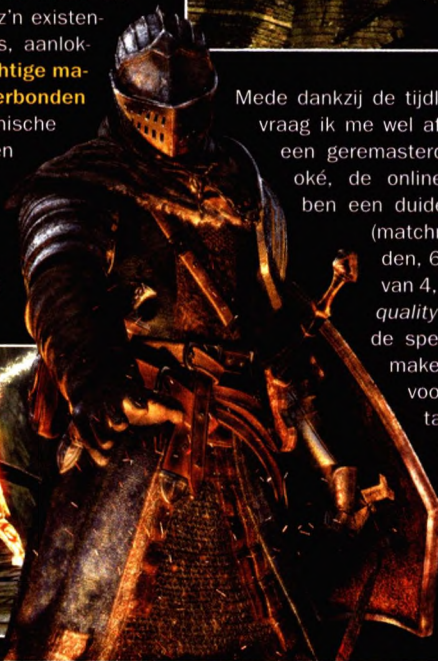 z'n existen-
s, aanlok-
chtige ma-
erbonden
nische
en
Mede dankzij de tijdl
vraag ik me wel af
een geremasterd
oké, de online
ben een duide
(matchm
den, 6
van 4,
quality
de spe
make
voo
ta